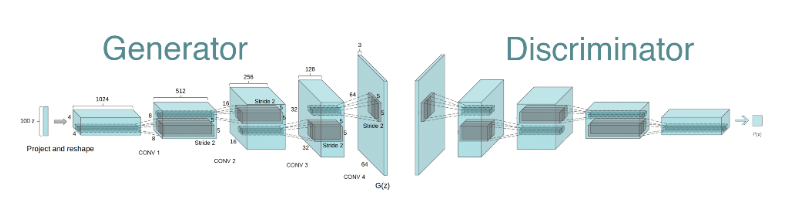 Generator
Discriminator
3
128
256
512
1024
64
5
5
Stride 2
16
5
5
Stride 2
32
5
5
Stride 2
8
5
5
Stride 2
100 z
4
4
8
16
32
64
Project and reshape
CONV 1
CONV 2
CONV 3
CONV 4
G(z)